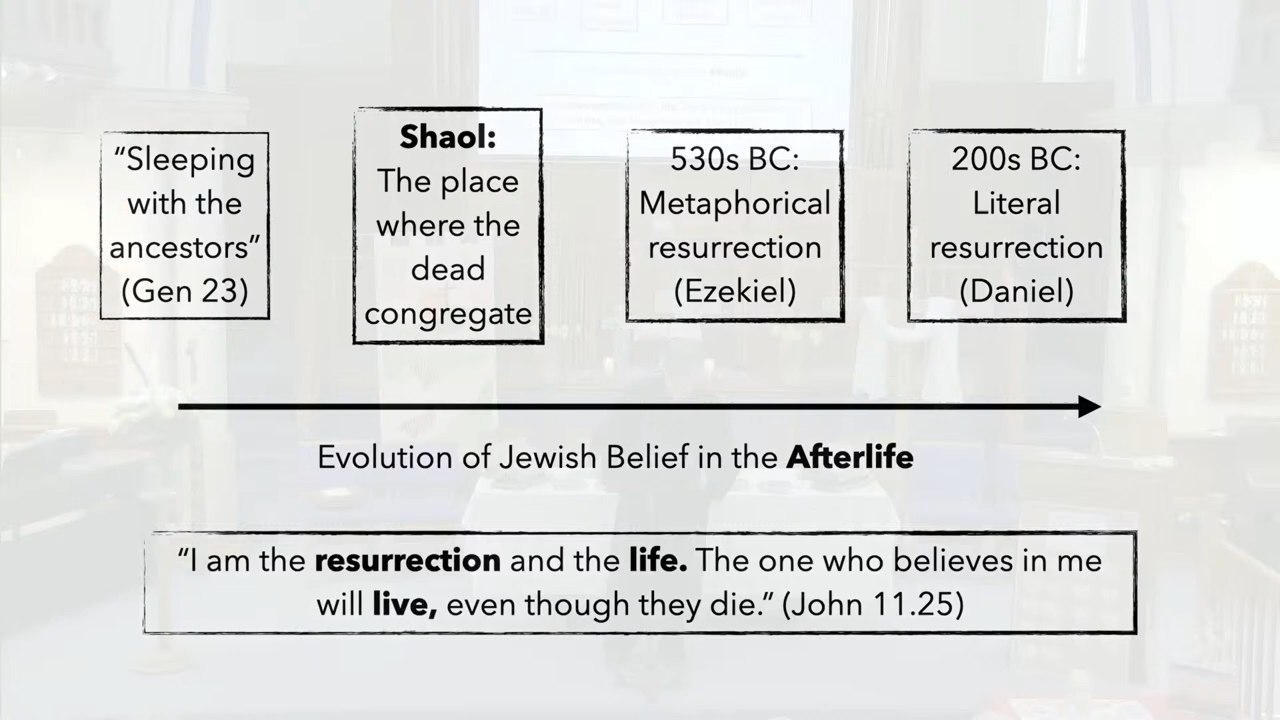 “Sleeping
with the
ancestors”
(Gen 23)
Shaol:
The place
where the
dead
congregate
530s BC:
Metaphorical
resurrection
(Ezekiel)
200s BC:
Literal
resurrection
(Daniel)
Evolution of Jewish Belief in the Afterlife
“I am the resurrection and the life. The one who believes in me
will live, even though they die.” (John 11.25)